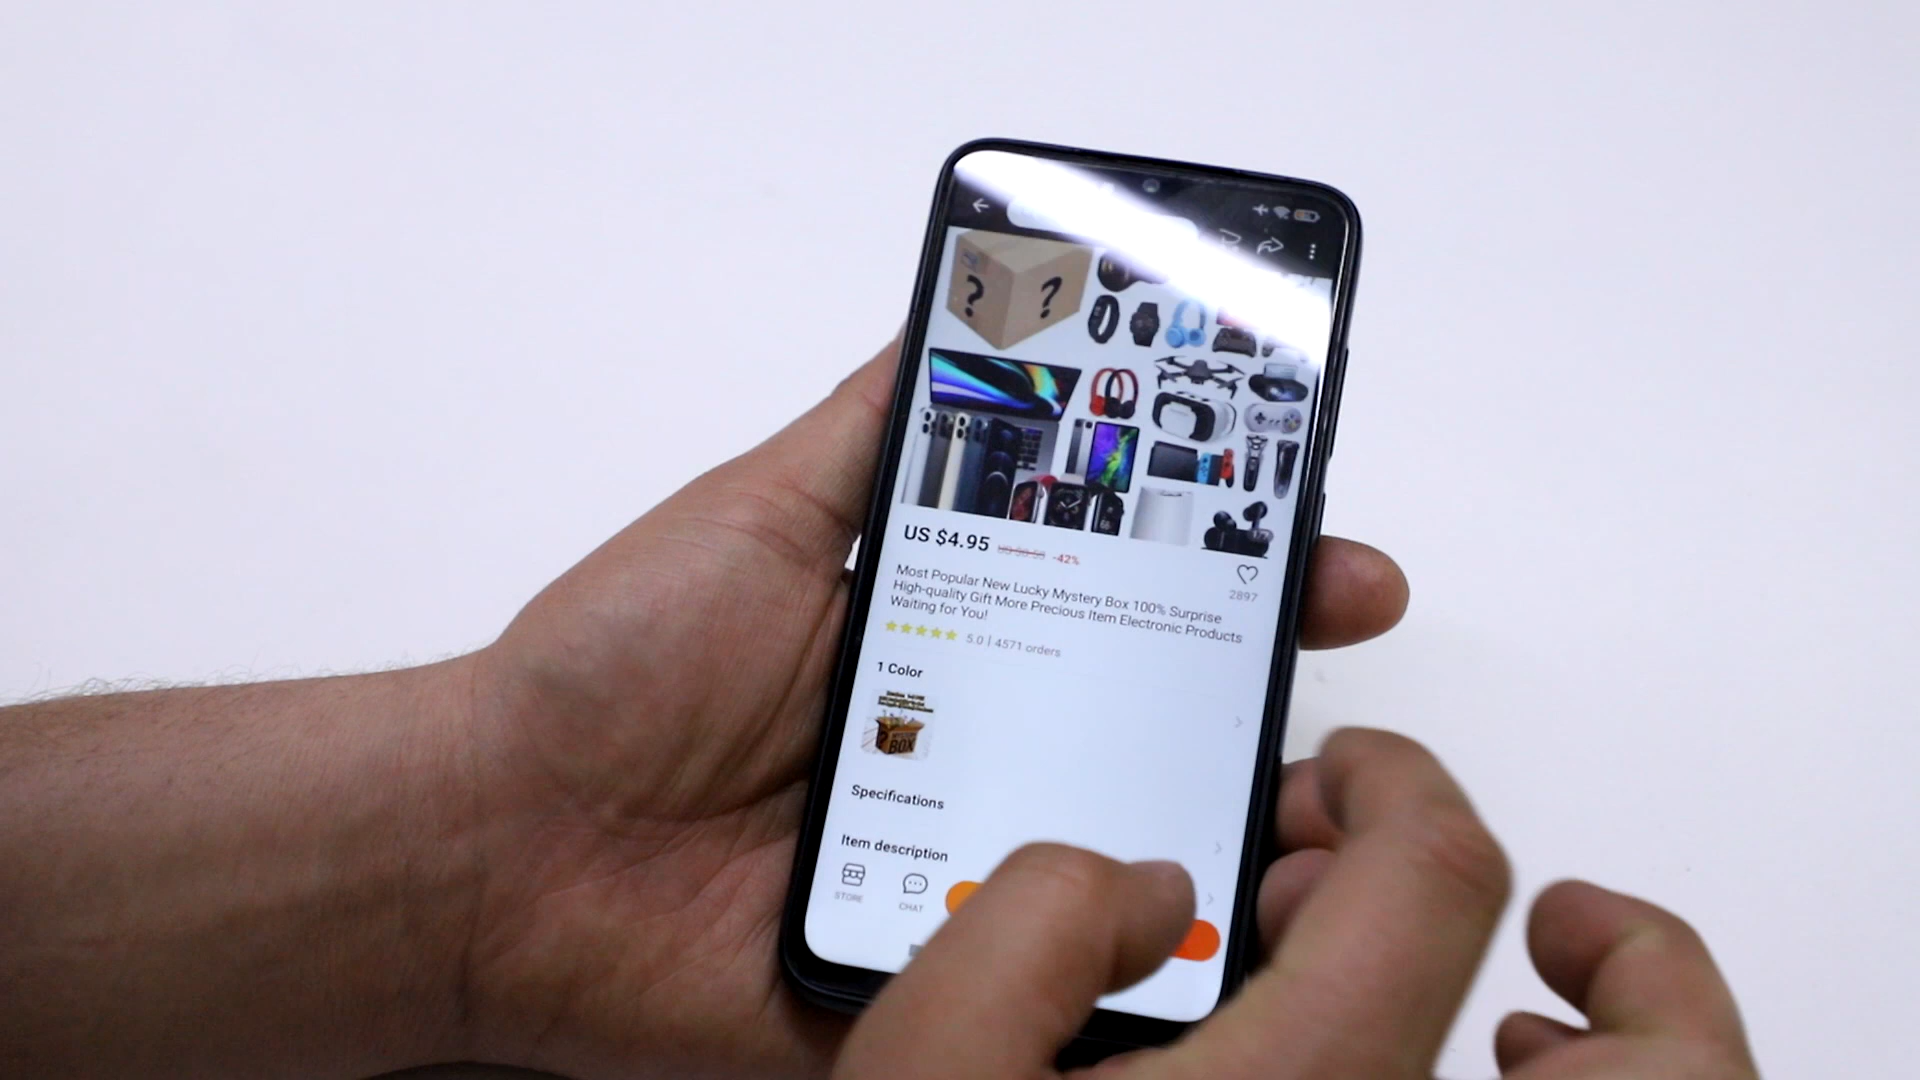 ? ?
US $4.95 -42%
Most Popular New Lucky Mystery Box 100% Surprise
High-quality Gift More Precious Item Electronic Products
Waiting for You!
2897
5.0 | 4571 orders
1 Color
MYSTERY
BOX
Specifications
Item description
STORE
CHAT